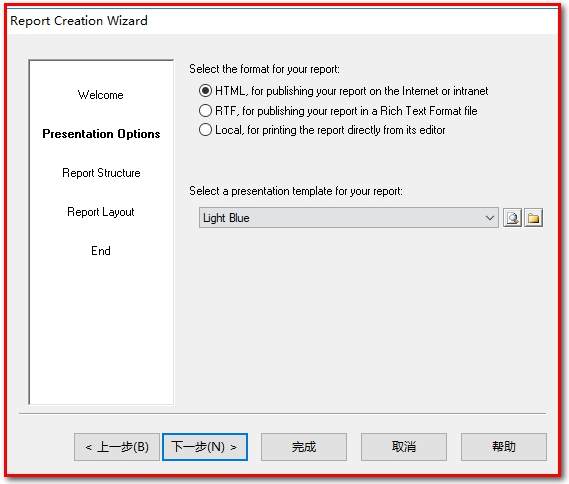 Report Creation Wizard
Welcome
Presentation Options
Report Structure
Report Layout
End
Select the format for your report:
HTML, for publishing your report on the Internet or intranet
RTF, for publishing your report in a Rich Text Format file
Local, for printing the report directly from its editor
Select a presentation template for your report:
Light Blue
< 上一步(B) 下一步(N) > 完成 取消 帮助